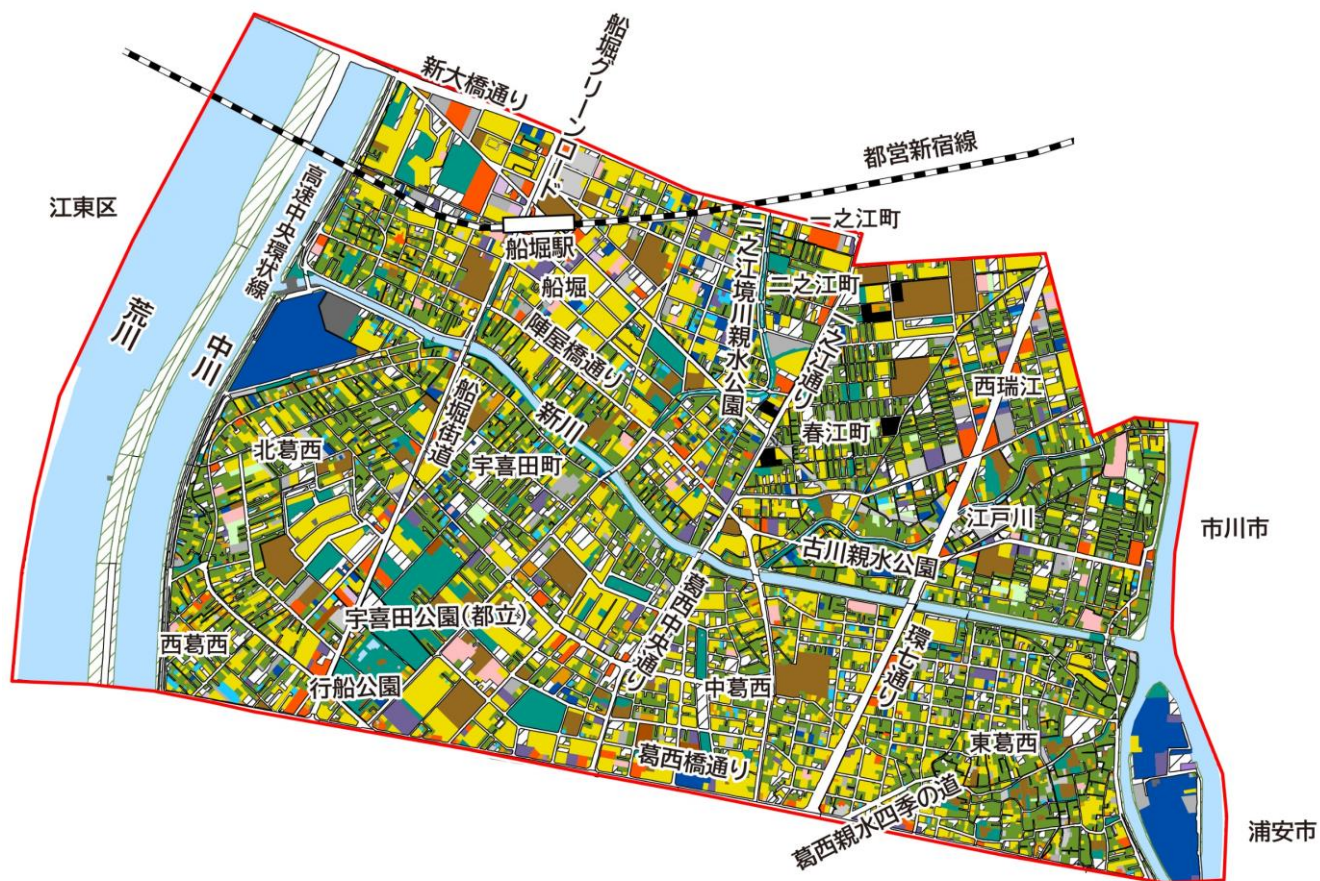 船堀グリーンロード
新大橋通り
都営新宿線
江東区
高速中央環状線
一之江町
船堀駅
船堀
二之江町
一之江境川親水公園
荒川
中川
陣屋橋通り
一之江通り
西瑞江
船堀街道
新川
春江町
北葛西
宇喜田町
江戸川
市川市
古川親水公園
宇喜田公園(都立)
葛西中央通り
環七通り
西葛西
行船公園
中葛西
東葛西
葛西橋通り
葛西親水四季の道
浦安市